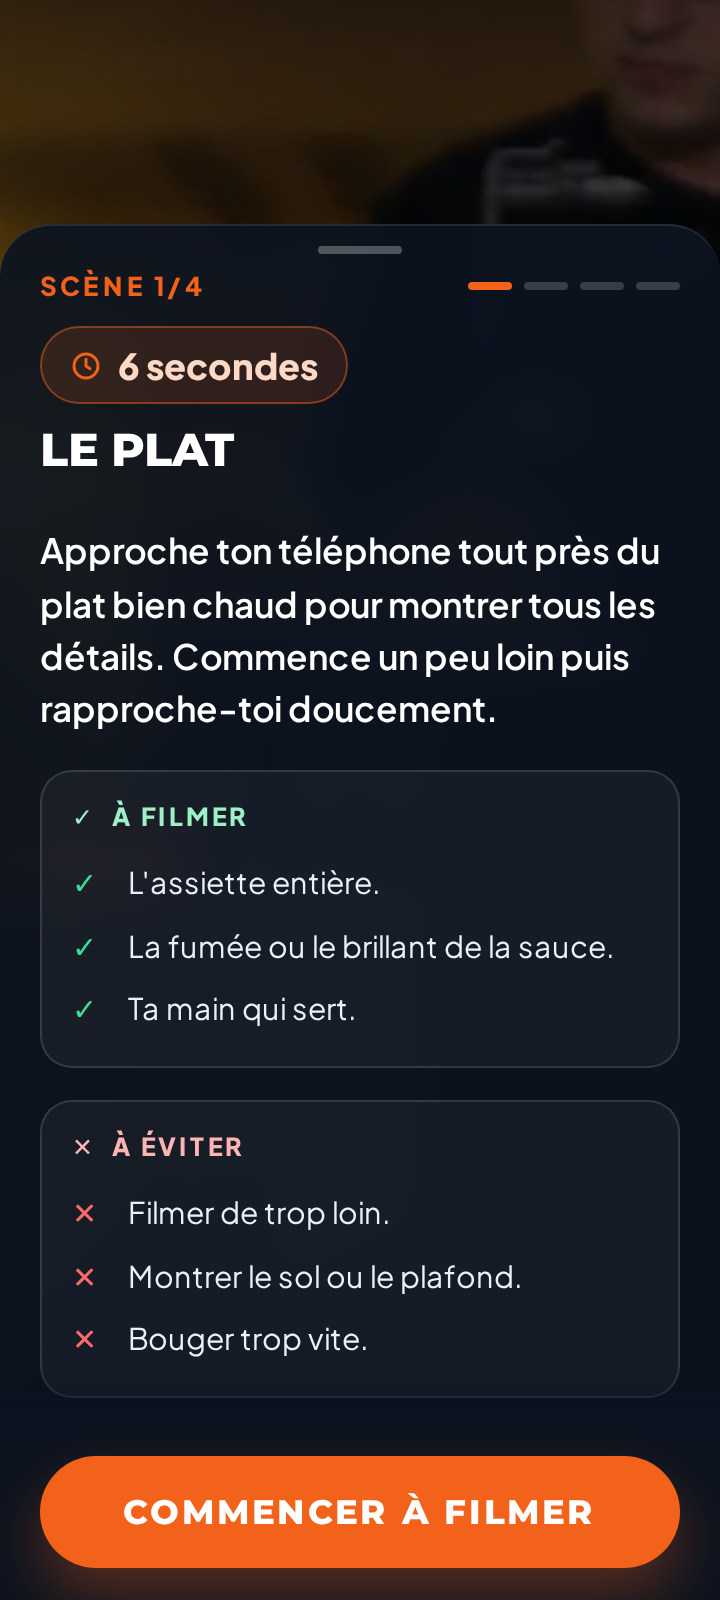 SCÈNE 1/4
6 secondes
LE PLAT
Approche ton téléphone tout près du
plat bien chaud pour montrer tous les
détails. Commence un peu loin puis
rapproche-toi doucement.
✓ À FILMER
✓ L'assiette entière.
✓ La fumée ou le brillant de la sauce.
✓ Ta main qui sert.
✕ À ÉVITER
✕ Filmer de trop loin.
✕ Montrer le sol ou le plafond.
✕ Bouger trop vite.
COMMENCER À FILMER